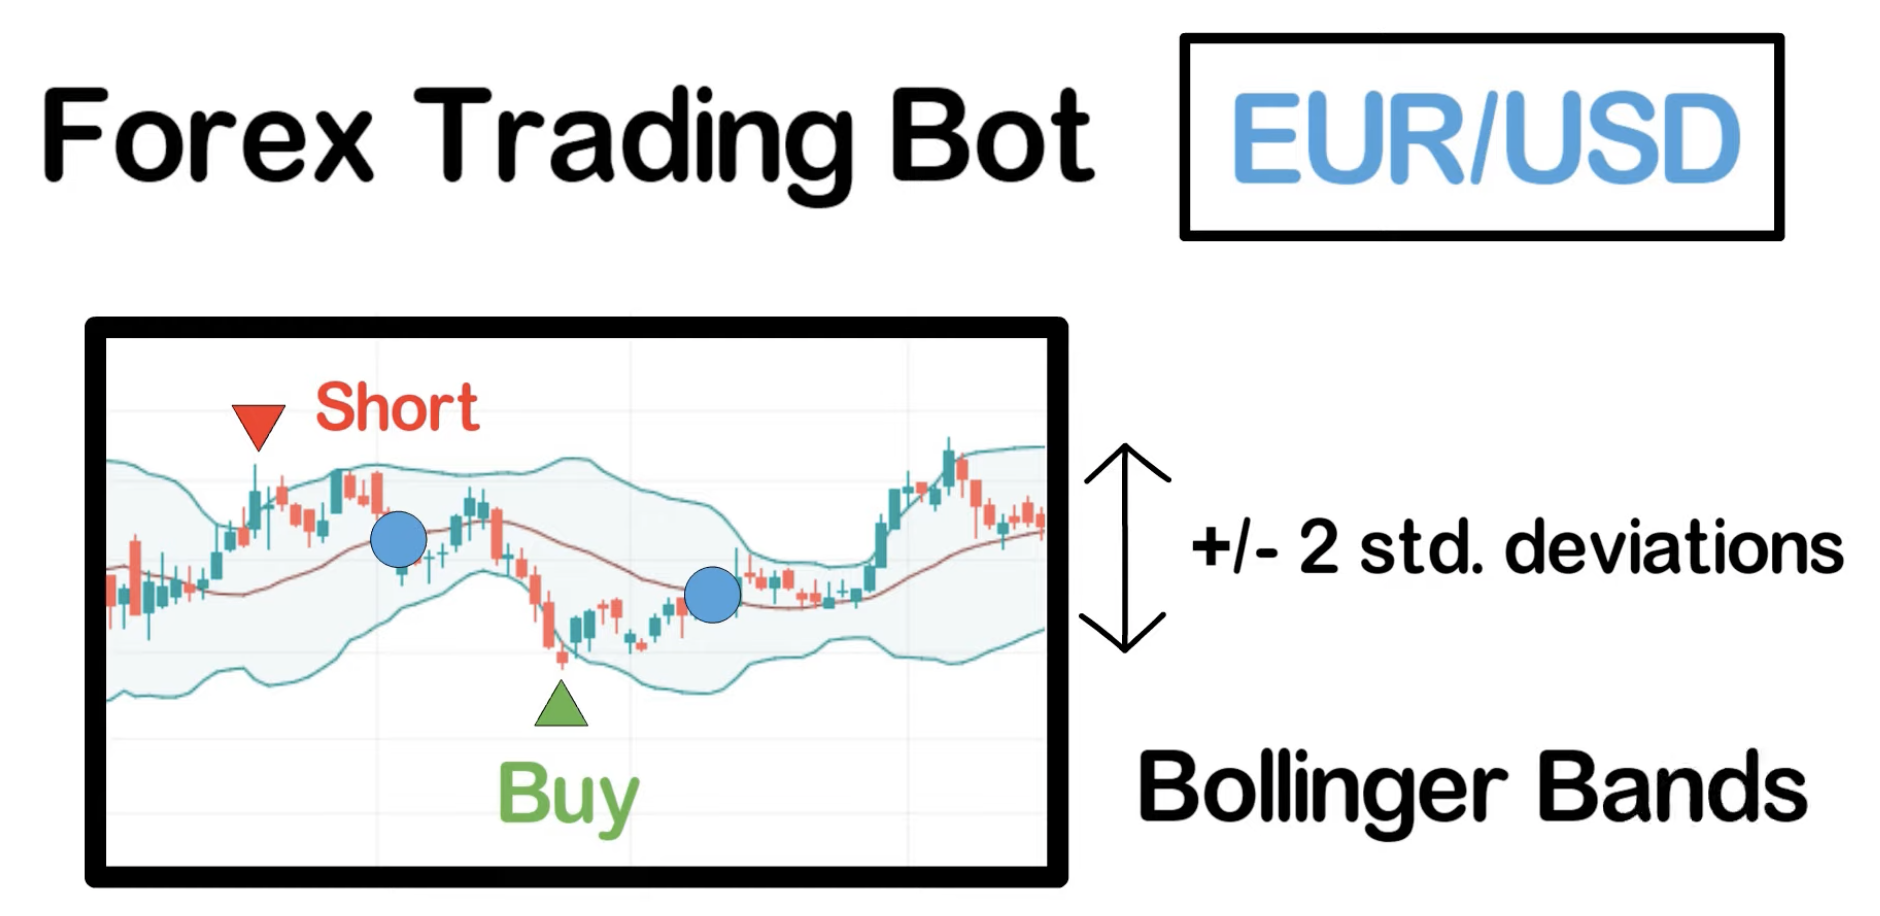 Forex Trading Bot
EUR/USD
Short
+/- 2 std. deviations
Buy
Bollinger Bands